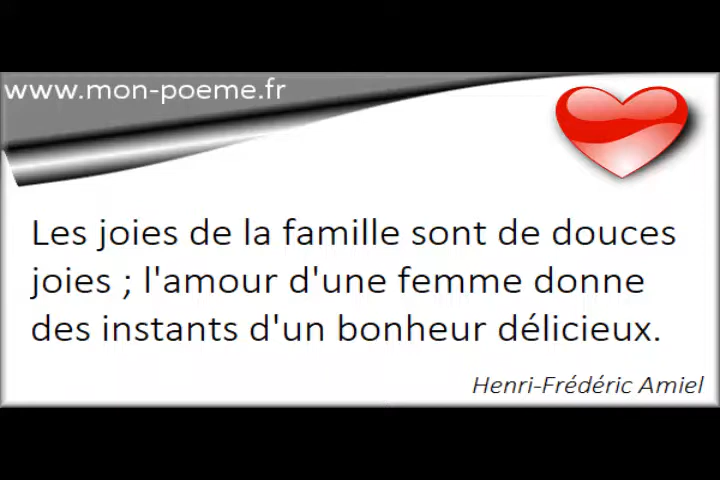 www.mon-poeme.fr
Les joies de la famille sont de douces
joies ; l'amour d'une femme donne
des instants d'un bonheur délicieux.
Henri-Frédéric Amiel